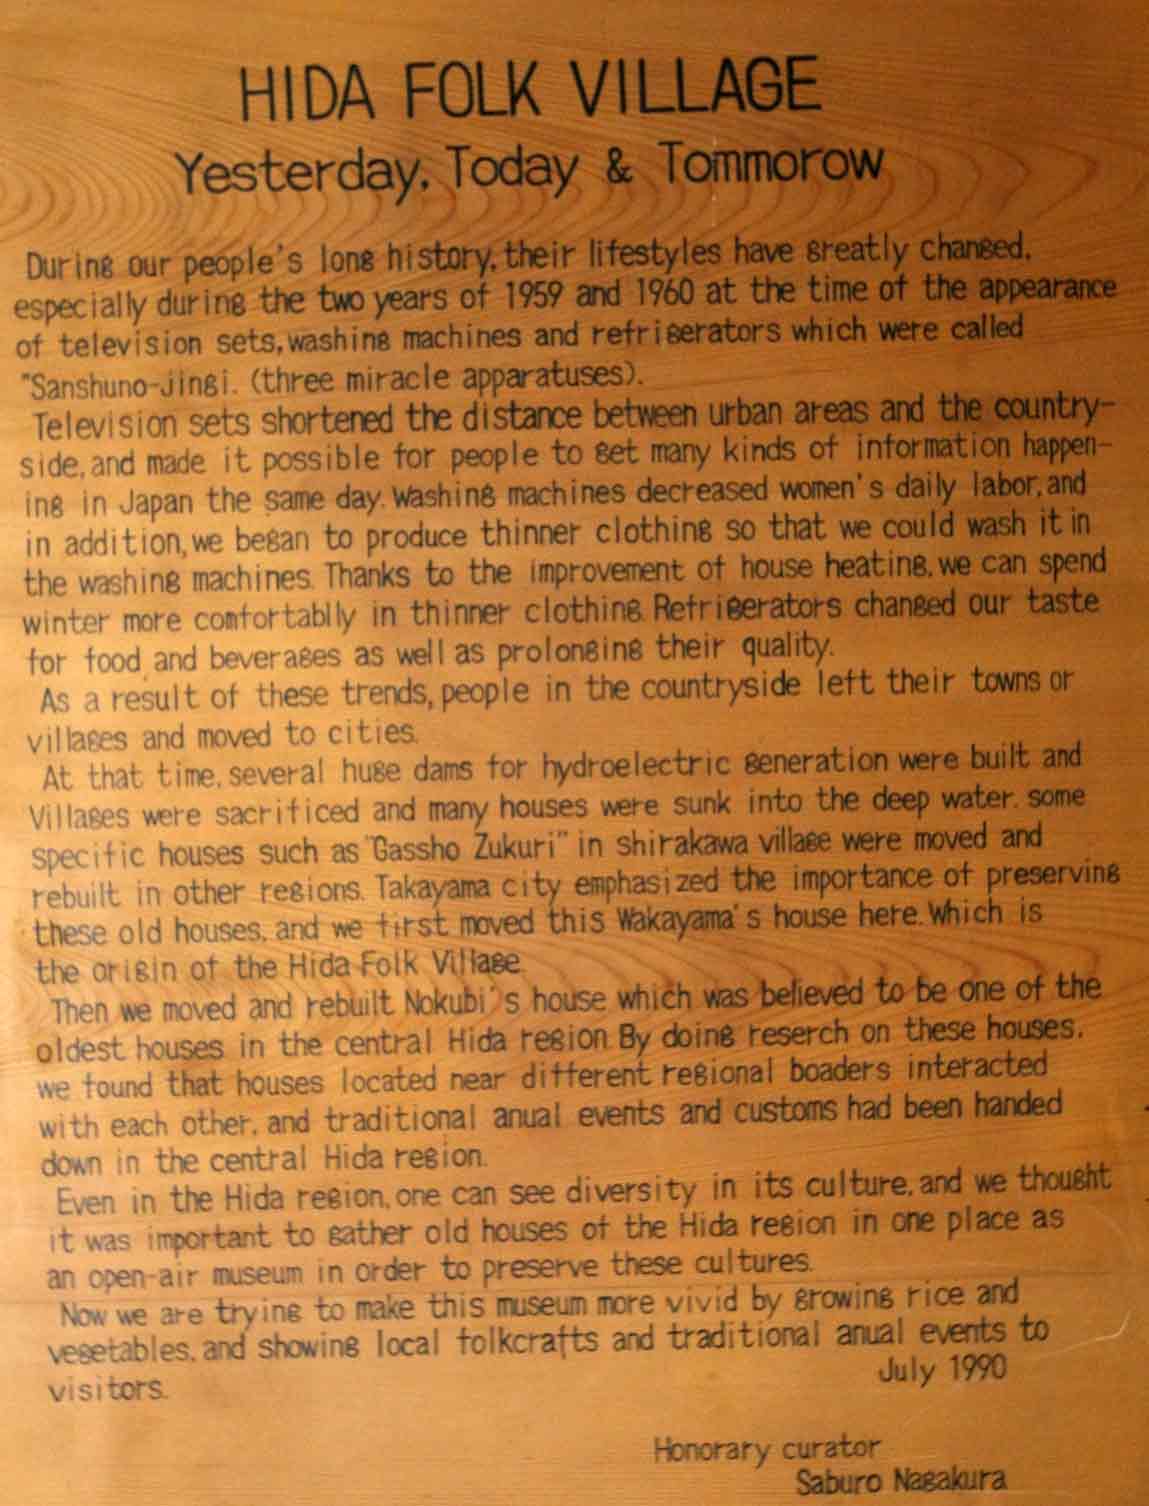 HIDA FOLK VILLAGE
Yesterday, Today & Tommorow
During our people's long history, their lifestyles have greatly changed,
especially during the two years of 1959 and 1960 at the time of the appearance
of television sets, washing machines and refrigerators which were called
"Sanshuno-jingi. (three miracle apparatuses).
Television sets shortened the distance between urban areas and the country-
side, and made it possible for people to get many kinds of information happen-
ing in Japan the same day. Washing machines decreased women's daily labor, and
in addition, we began to produce thinner clothing so that we could wash it in
the washing machines. Thanks to the improvement of house heating, we can spend
winter more comfortablly in thinner clothing. Refrigerators changed our taste
for food and beverages as well as prolonging their quality.
As a result of these trends, people in the countryside left their towns or
villages and moved to cities.
At that time, several huge dams for hydroelectric generation were built and
Villages were sacrificed and many houses were sunk into the deep water. some
specific houses such as "Gassho Zukuri" in shirakawa village were moved and
rebuilt in other regions. Takayama city emphasized the importance of preserving
these old houses, and we first moved this Wakayama's house here. Which is
the origin of the Hida Folk Village.
Then we moved and rebuilt Nokubi's house which was believed to be one of the
oldest houses in the central Hida region. By doing reserch on these houses,
we found that houses located near different regional boaders interacted
with each other, and traditional anual events and customs had been handed
down in the central Hida region.
Even in the Hida region, one can see diversity in its culture, and we thought
it was important to gather old houses of the Hida region in one place as
an open-air museum in order to preserve these cultures.
Now we are trying to make this museum more vivid by growing rice and
vegetables, and showing local folkcrafts and traditional anual events to
visitors.
July 1990
Honorary curator
Saburo Nagakura